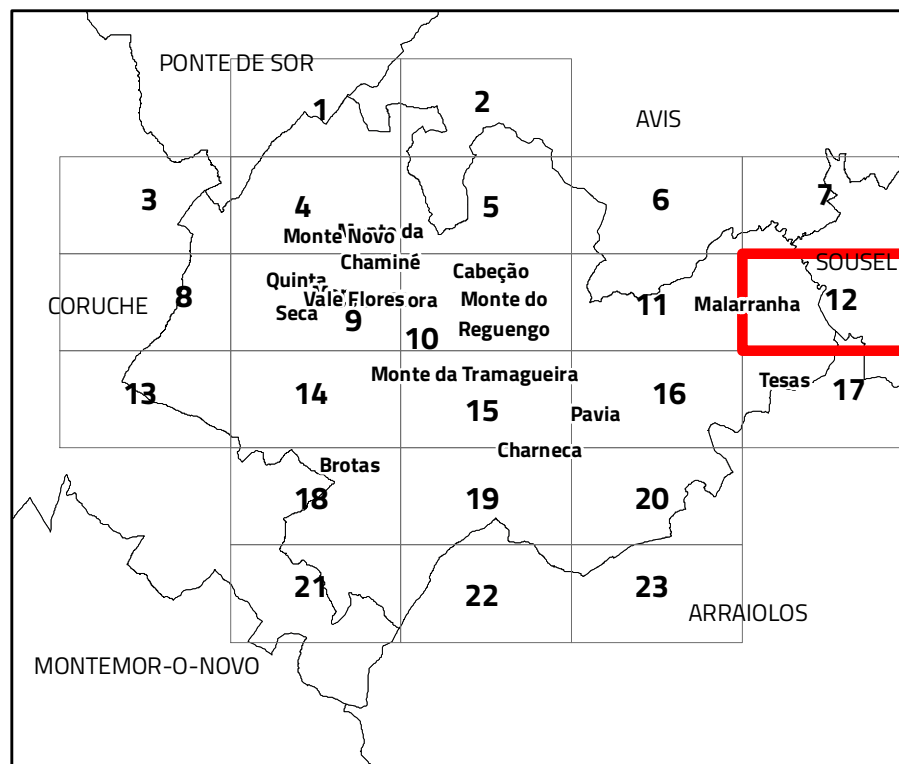 PONTE DE SOR
1
2
AVIS
3
4
5
6
7
Monte Novo
da
Chaminé
Cabeção
SOUSEL
Quinta
8
CORUCHE
Vale Flores
ora
Monte do
11
Malarranha
12
Seca
9
10
Reguengo
Monte da Tramagueira
Tesas
13
14
15
Pavia
16
17
Charneca
Brotas
18
19
20
21
22
23
ARRAIOLOS
MONTEMOR-O-NOVO